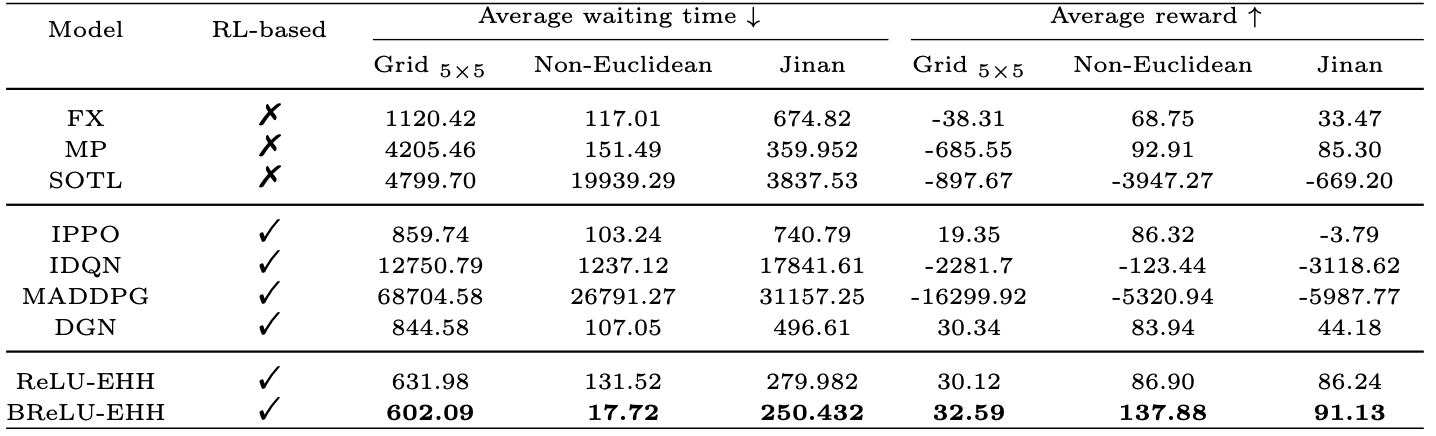 Model RL-based Average waiting time ↓ Average reward ↑
Grid 5×5 Non-Euclidean Jinan Grid 5×5 Non-Euclidean Jinan
FX ✗ 1120.42 117.01 674.82 -38.31 68.75 33.47
MP ✗ 4205.46 151.49 359.952 -685.55 92.91 85.30
SOTL ✗ 4799.70 19939.29 3837.53 -897.67 -3947.27 -669.20
IPPO ✓ 859.74 103.24 740.79 19.35 86.32 -3.79
IDQN ✓ 12750.79 1237.12 17841.61 -2281.7 -123.44 -3118.62
MADDPG ✓ 68704.58 26791.27 31157.25 -16299.92 -5320.94 -5987.77
DGN ✓ 844.58 107.05 496.61 30.34 83.94 44.18
ReLU-EHH ✓ 631.98 131.52 279.982 30.12 86.90 86.24
BReLU-EHH ✓ 602.09 17.72 250.432 32.59 137.88 91.13